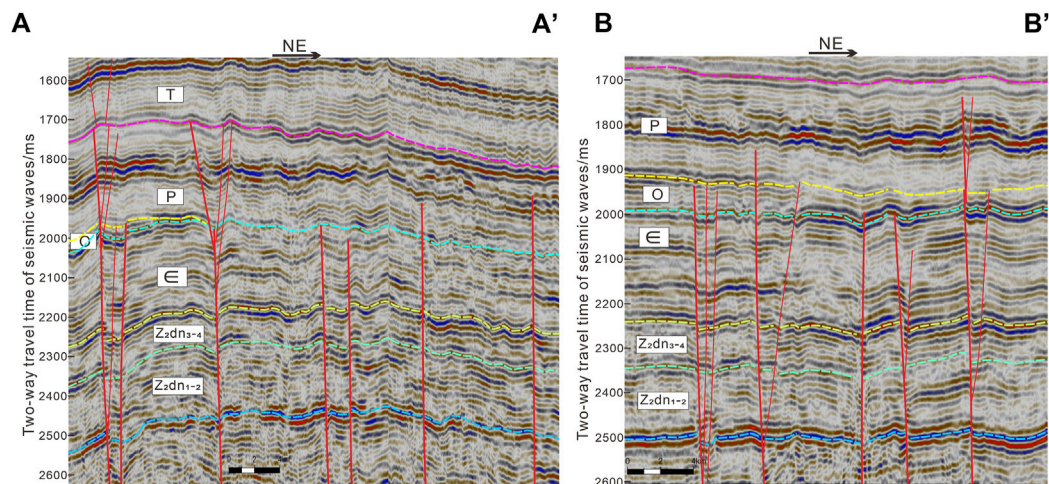 A
A’
NE
Two-way travel time of seismic waves/ms
1600
1700
1800
1900
2000
2100
2200
2300
2400
2500
2600
T
P
O
∈
Z₂dn₃₋₄
Z₂dn₁₋₂
B
B’
NE
Two-way travel time of seismic waves/ms
1700
1800
1900
2000
2100
2200
2300
2400
2500
2600
P
O
∈
Z₂dn₃₋₄
Z₂dn₁₋₂
0 2 4km